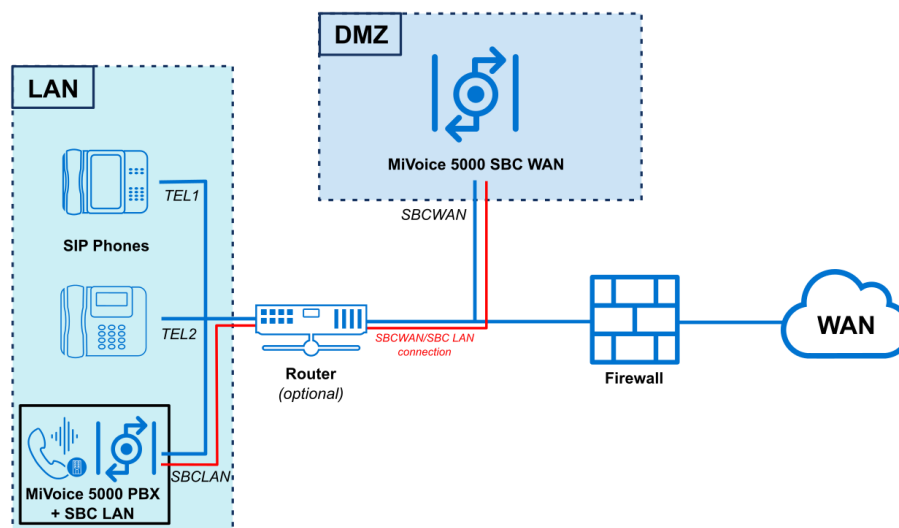 DMZ
MiVoice 5000 SBC WAN
SBCWAN
LAN
TEL1
SIP Phones
TEL2
SBCWAN/SBC LAN
connection
Router
(optional)
Firewall
WAN
SBCLAN
MiVoice 5000 PBX
+ SBC LAN